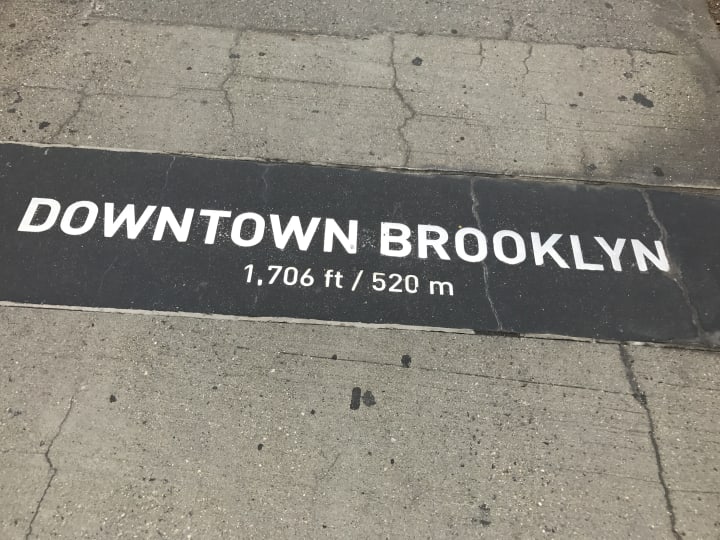 DOWNTOWN BROOKLYN
1,706 ft / 520 m